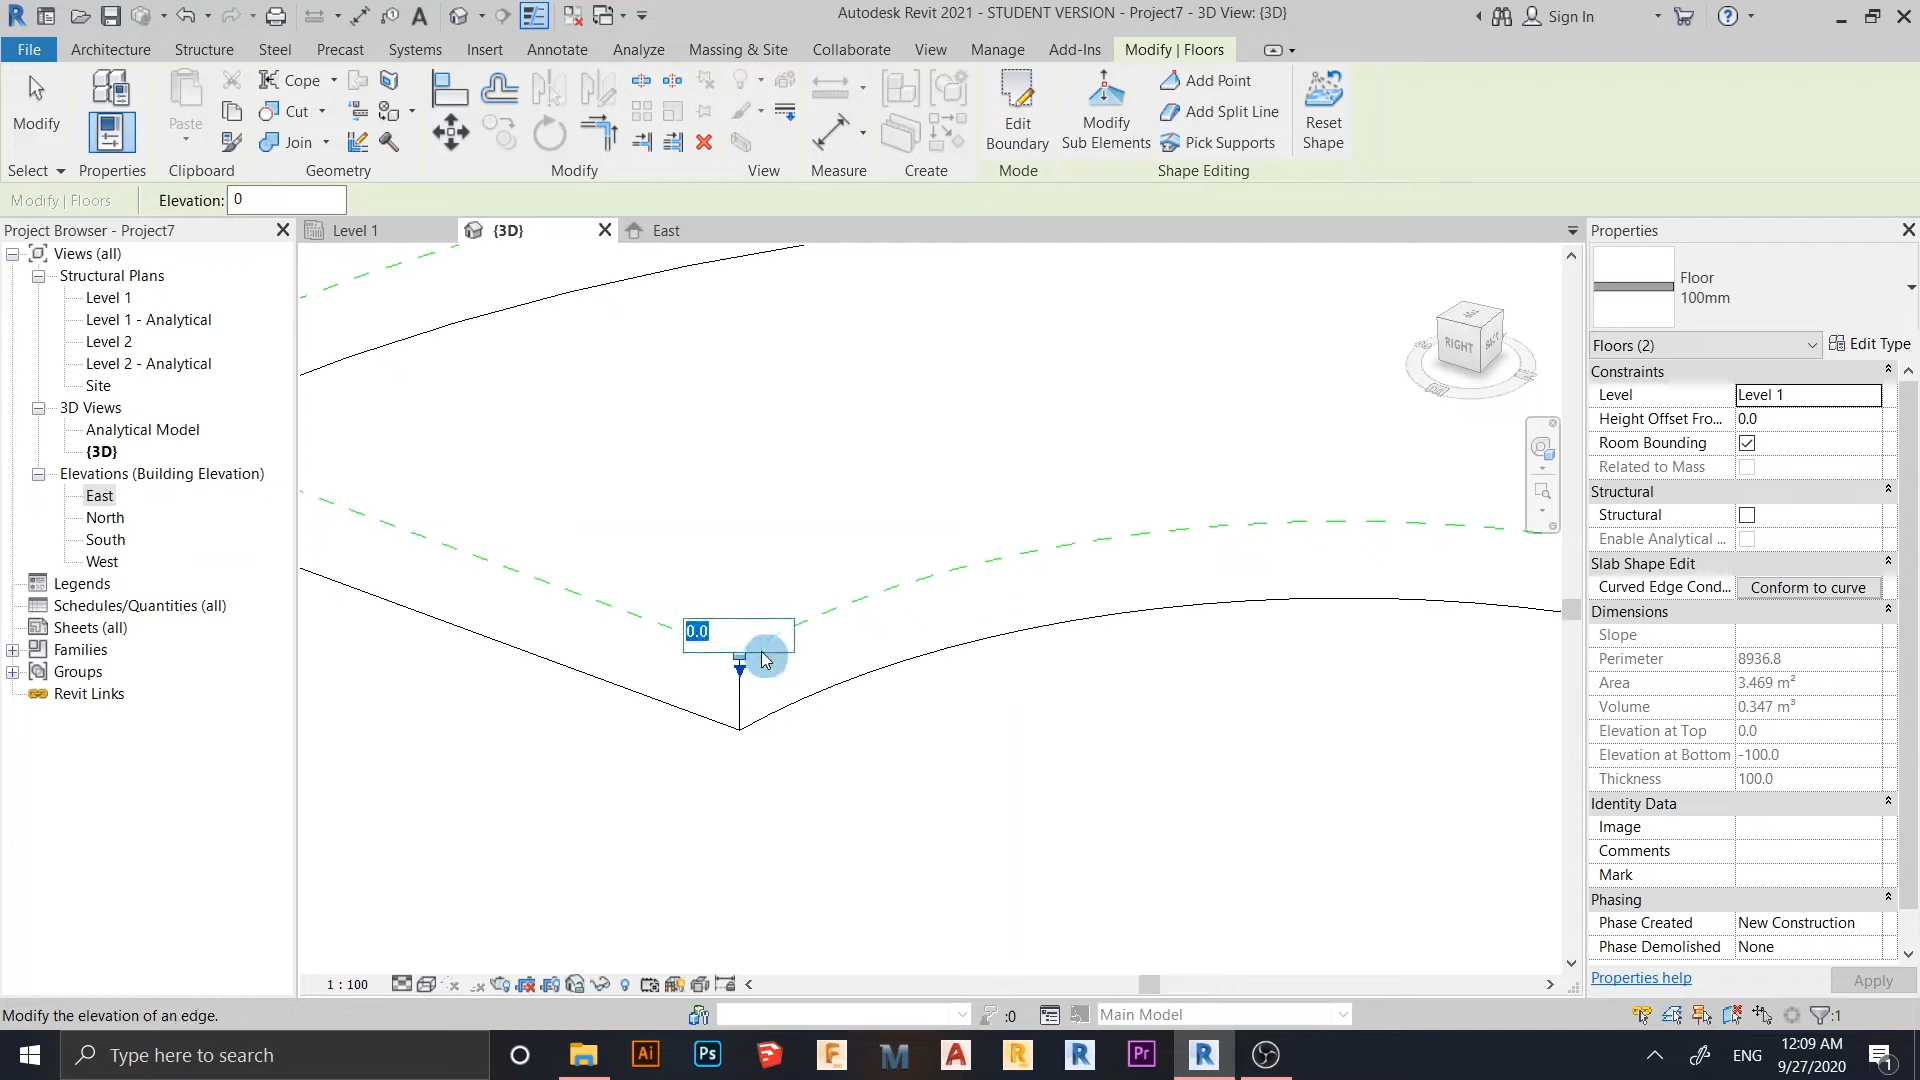 Autodesk Revit 2021 - STUDENT VERSION - Project7 - 3D View: {3D}
Sign In
File
Architecture
Structure
Steel
Precast
Systems
Insert
Annotate
Analyze
Massing & Site
Collaborate
View
Manage
Add-Ins
Modify | Floors
Modify
Paste
Cope
Cut
Join
Edit
Boundary
Modify
Sub Elements
Add Point
Add Split Line
Pick Supports
Reset
Shape
Select
Properties
Clipboard
Geometry
Modify
View
Measure
Create
Mode
Shape Editing
Modify | Floors
Elevation: 0
Project Browser - Project7
Level 1
{3D}
East
Properties
Views (all)
Structural Plans
Level 1
Level 1 - Analytical
Level 2
Level 2 - Analytical
Site
3D Views
Analytical Model
{3D}
Elevations (Building Elevation)
East
North
South
West
Legends
Schedules/Quantities (all)
Sheets (all)
Families
Groups
Revit Links
0.0
RIGHT
Floor
100mm
Floors (2)
Edit Type
Constraints
Level Level 1
Height Offset Fro... 0.0
Room Bounding
Related to Mass
Structural
Structural
Enable Analytical ...
Slab Shape Edit
Curved Edge Cond... Conform to curve
Dimensions
Slope
Perimeter 8936.8
Area 3.469 m²
Volume 0.347 m³
Elevation at Top 0.0
Elevation at Bottom -100.0
Thickness 100.0
Identity Data
Image
Comments
Mark
Phasing
Phase Created New Construction
Phase Demolished None
Properties help
Apply
1 : 100
Modify the elevation of an edge.
:0
Main Model
:1
Type here to search
ENG
12:09 AM
9/27/2020
1